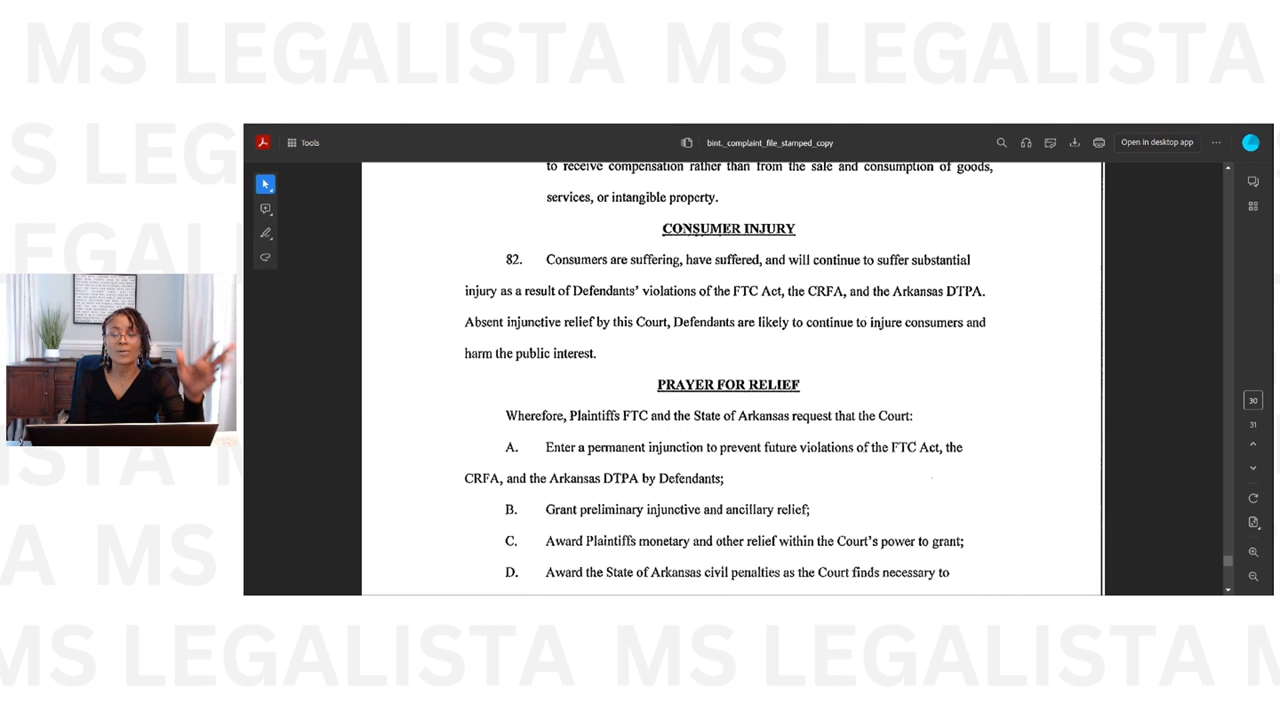 MS LEGALISTA MS LEGALISTA
S LEG
EGAL
ISTA M
A MS
MS LEGALISTA MS LEGALISTA M
Tools
bint._complaint_file_stamped_copy
Open in desktop app
to receive compensation rather than from the sale and consumption of goods,
services, or intangible property.
CONSUMER INJURY
82. Consumers are suffering, have suffered, and will continue to suffer substantial
injury as a result of Defendants' violations of the FTC Act, the CRFA, and the Arkansas DTPA.
Absent injunctive relief by this Court, Defendants are likely to continue to injure consumers and
harm the public interest.
PRAYER FOR RELIEF
Wherefore, Plaintiffs FTC and the State of Arkansas request that the Court:
A. Enter a permanent injunction to prevent future violations of the FTC Act, the
CRFA, and the Arkansas DTPA by Defendants;
B. Grant preliminary injunctive and ancillary relief;
C. Award Plaintiffs monetary and other relief within the Court's power to grant;
D. Award the State of Arkansas civil penalties as the Court finds necessary to
30
31